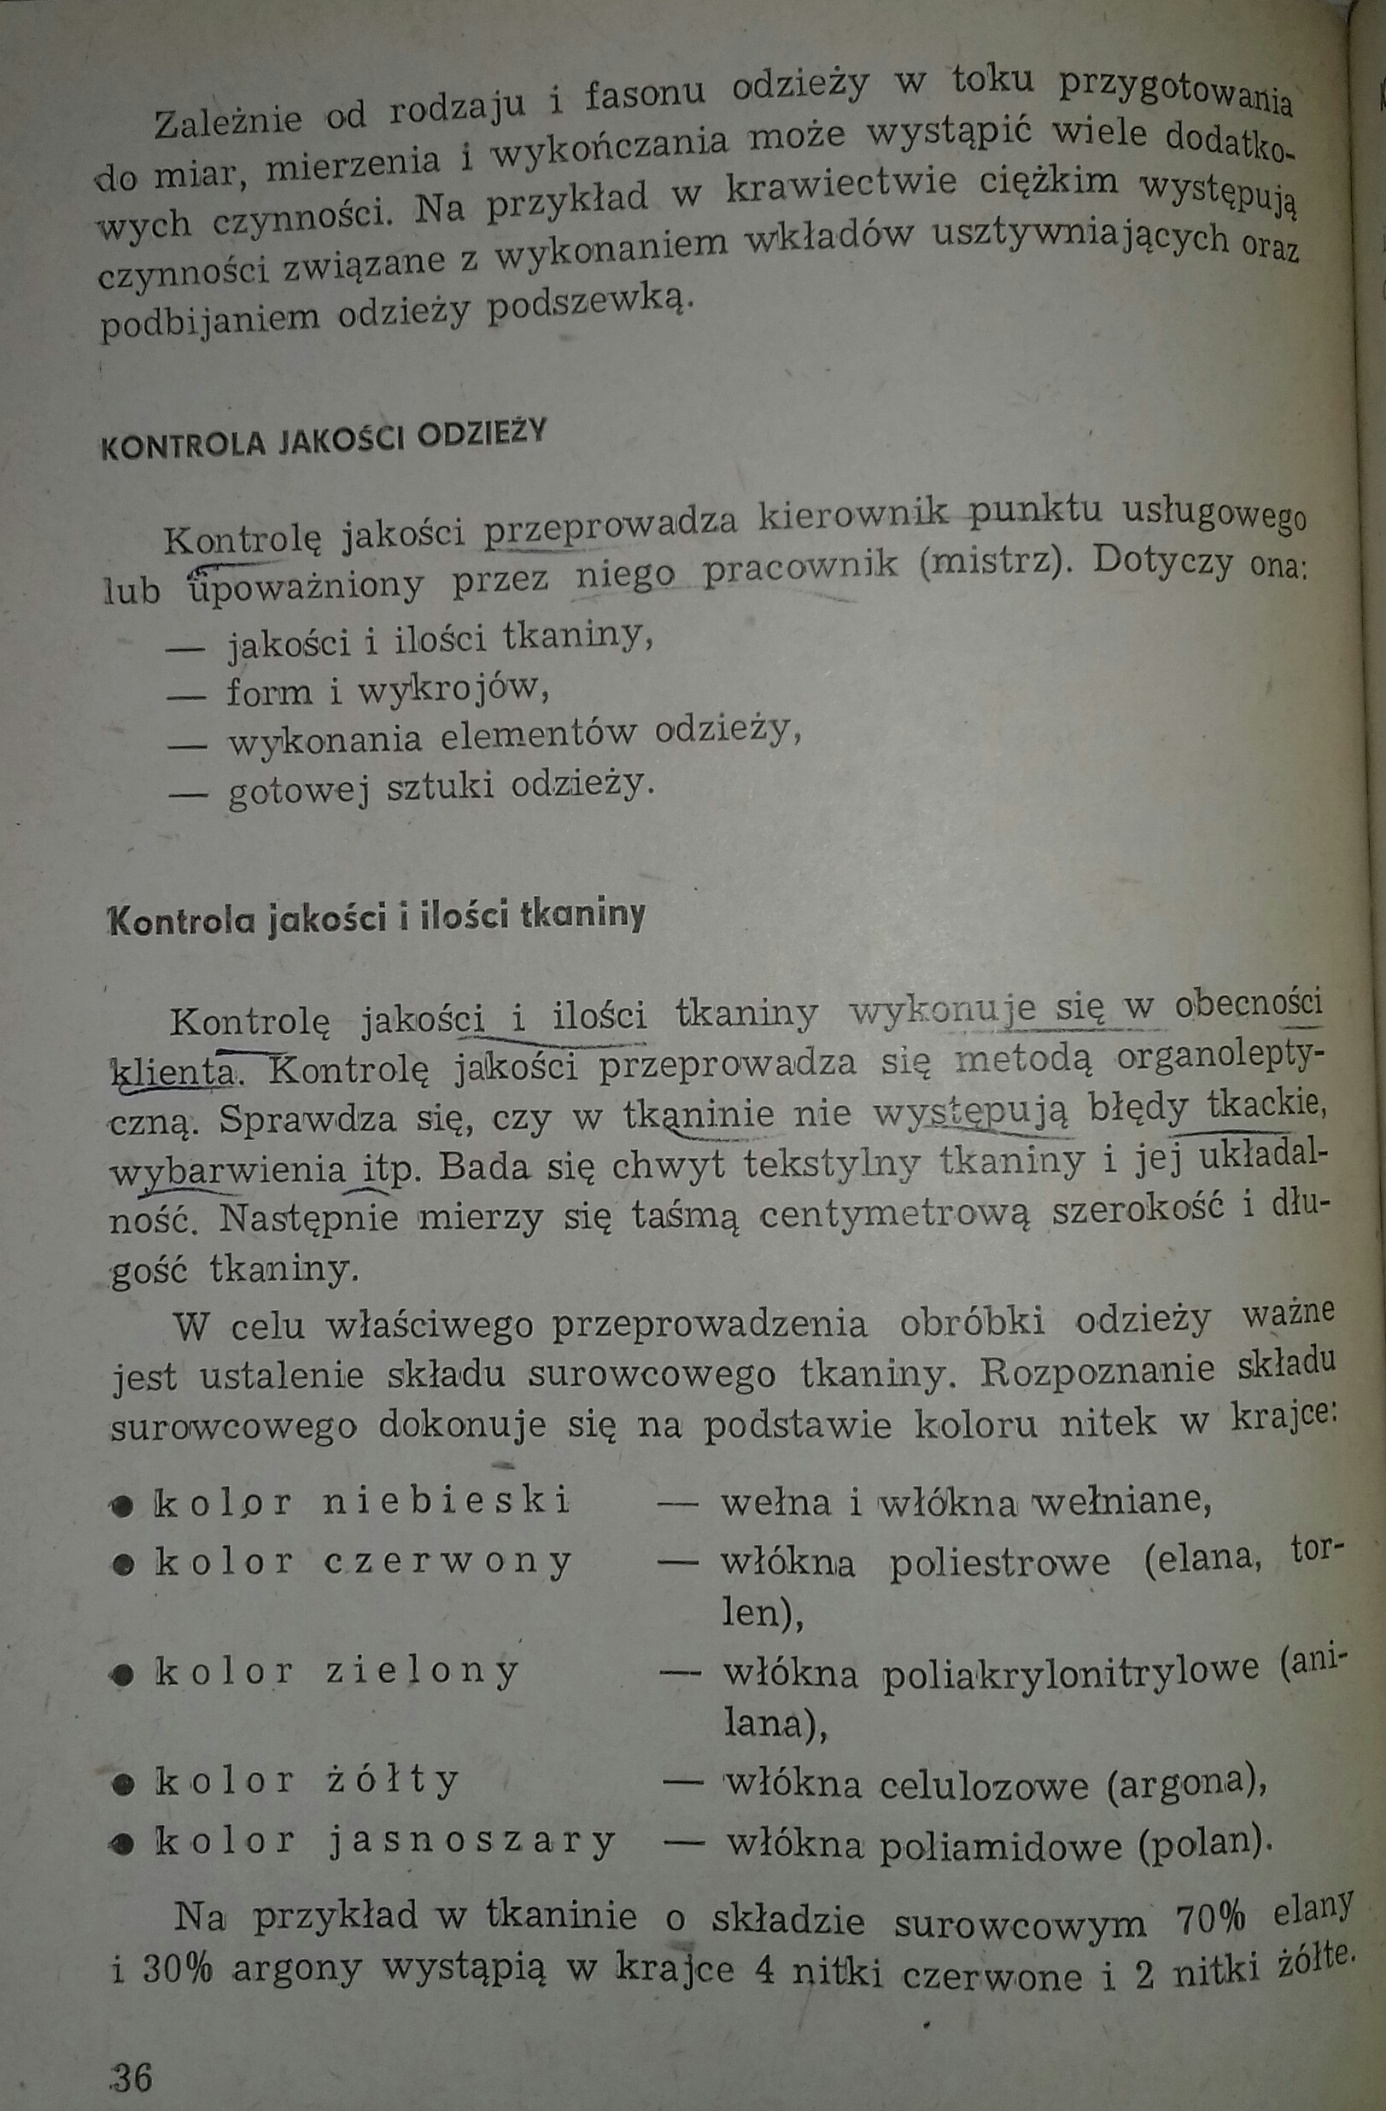 Zależnie od rodzaju i fasonu odzieży w toku przygotowania
do miar, mierzenia i wykończania może wystąpić wiele dodatko-
wych czynności. Na przykład w krawiectwie ciężkim występują
czynności związane z wykonaniem wkładów usztywniających oraz
podbijaniem odzieży podszewką.
KONTROLA JAKOŚCI ODZIEŻY
Kontrolę jakości przeprowadza kierownik punktu usługowego
lub upoważniony przez niego pracownik (mistrz). Dotyczy ona:
— jakości i ilości tkaniny,
— form i wykrojów,
— wykonania elementów odzieży,
— gotowej sztuki odzieży.
Kontrola jakości i ilości tkaniny
Kontrolę jakości i ilości tkaniny wykonuje się w obecności
klienta. Kontrolę jakości przeprowadza się metodą organolepty-
czną. Sprawdza się, czy w tkaninie nie występują błędy tkackie,
wybarwienia itp. Bada się chwyt tekstylny tkaniny i jej układal-
ność. Następnie mierzy się taśmą centymetrową szerokość i dłu-
gość tkaniny.
W celu właściwego przeprowadzenia obróbki odzieży ważne
jest ustalenie składu surowcowego tkaniny. Rozpoznanie składu
surowcowego dokonuje się na podstawie koloru nitek w krajce:
● kolor niebieski — wełna i włókna wełniane,
● kolor czerwony — włókna poliestrowe (elana, tor-
len),
● kolor zielony — włókna poliakrylonitrylowe (ani-
lana),
● kolor żółty — włókna celulozowe (argona),
● kolor jasnoszary — włókna poliamidowe (polan).
Na przykład w tkaninie o składzie surowcowym 70% elany
i 30% argony wystąpią w krajce 4 nitki czerwone i 2 nitki żółte.
36